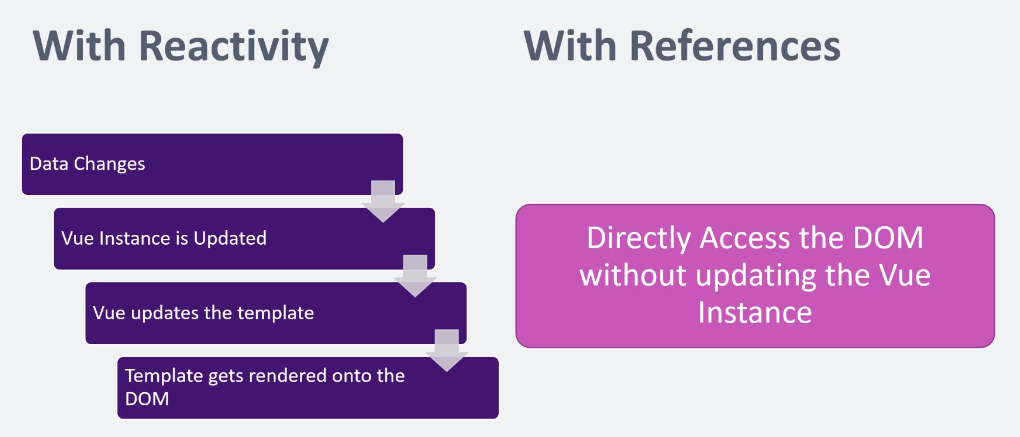 With Reactivity
Data Changes
Vue Instance is Updated
Vue updates the template
Template gets rendered onto the
DOM
With References
Directly Access the DOM
without updating the Vue
Instance